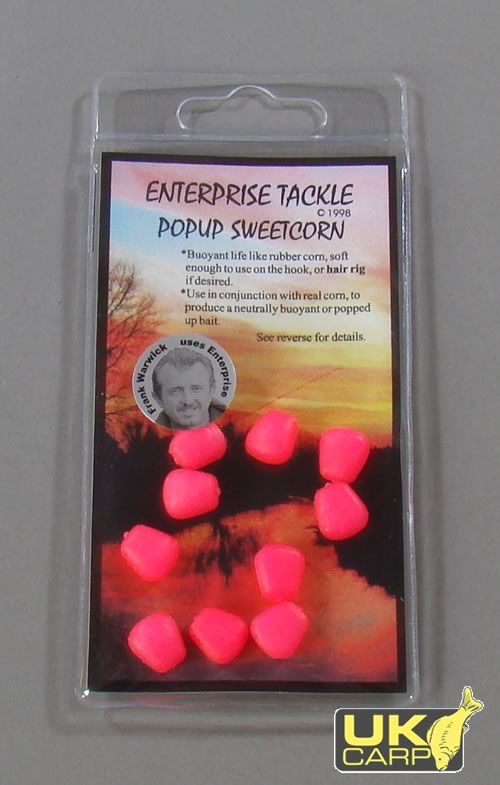 ENTERPRISE TACKLE
© 1998
POPUP SWEETCORN
*Buoyant life like rubber corn, soft
enough to use on the hook, or hair rig
if desired.
*Use in conjunction with real corn, to
produce a neutrally buoyant or popped
up bait.
See reverse for details.
Frank Warwick uses Enterprise
UK
CARP